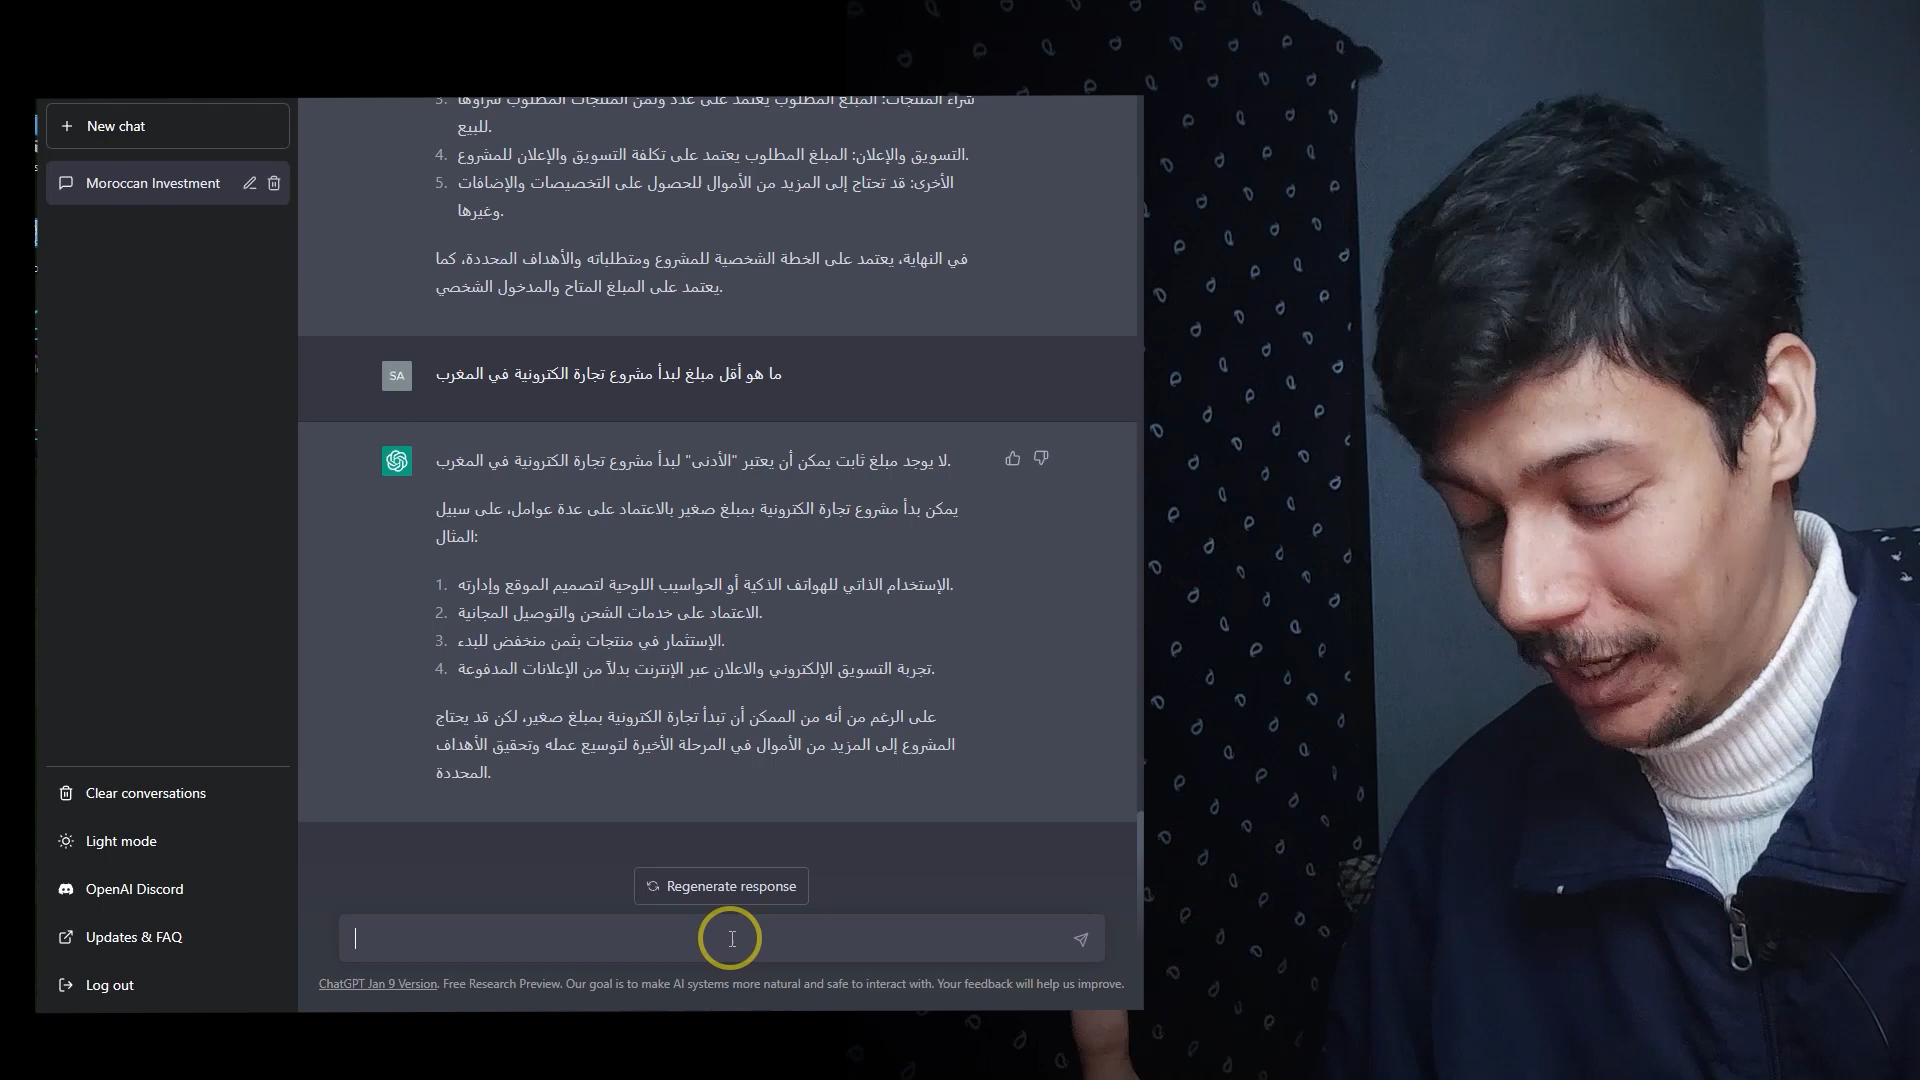 New chat
Moroccan Investment
3. شراء المنتجات: المبلغ المطلوب يعتمد على عدد وثمن المنتجات المطلوب شراؤها
للبيع.
4. التسويق والإعلان: المبلغ المطلوب يعتمد على تكلفة التسويق والإعلان للمشروع.
5. الأخرى: قد تحتاج إلى المزيد من الأموال للحصول على التخصيصات والإضافات
وغيرها.
في النهاية، يعتمد على الخطة الشخصية للمشروع ومتطلباته والأهداف المحددة، كما
يعتمد على المبلغ المتاح والمدخول الشخصي.
SA
ما هو أقل مبلغ لبدأ مشروع تجارة الكترونية في المغرب
لا يوجد مبلغ ثابت يمكن أن يعتبر "الأدنى" لبدأ مشروع تجارة الكترونية في المغرب.
يمكن بدأ مشروع تجارة الكترونية بمبلغ صغير بالاعتماد على عدة عوامل، على سبيل
المثال:
1. الإستخدام الذاتي للهواتف الذكية أو الحواسيب اللوحية لتصميم الموقع وإدارته.
2. الاعتماد على خدمات الشحن والتوصيل المجانية.
3. الإستثمار في منتجات بثمن منخفض للبدء.
4. تجربة التسويق الإلكتروني والاعلان عبر الإنترنت بدلاً من الإعلانات المدفوعة.
على الرغم من أنه من الممكن أن تبدأ تجارة الكترونية بمبلغ صغير، لكن قد يحتاج
المشروع إلى المزيد من الأموال في المرحلة الأخيرة لتوسيع عمله وتحقيق الأهداف
المحددة.
Clear conversations
Light mode
OpenAI Discord
Updates & FAQ
Log out
Regenerate response
ChatGPT Jan 9 Version. Free Research Preview. Our goal is to make AI systems more natural and safe to interact with. Your feedback will help us improve.